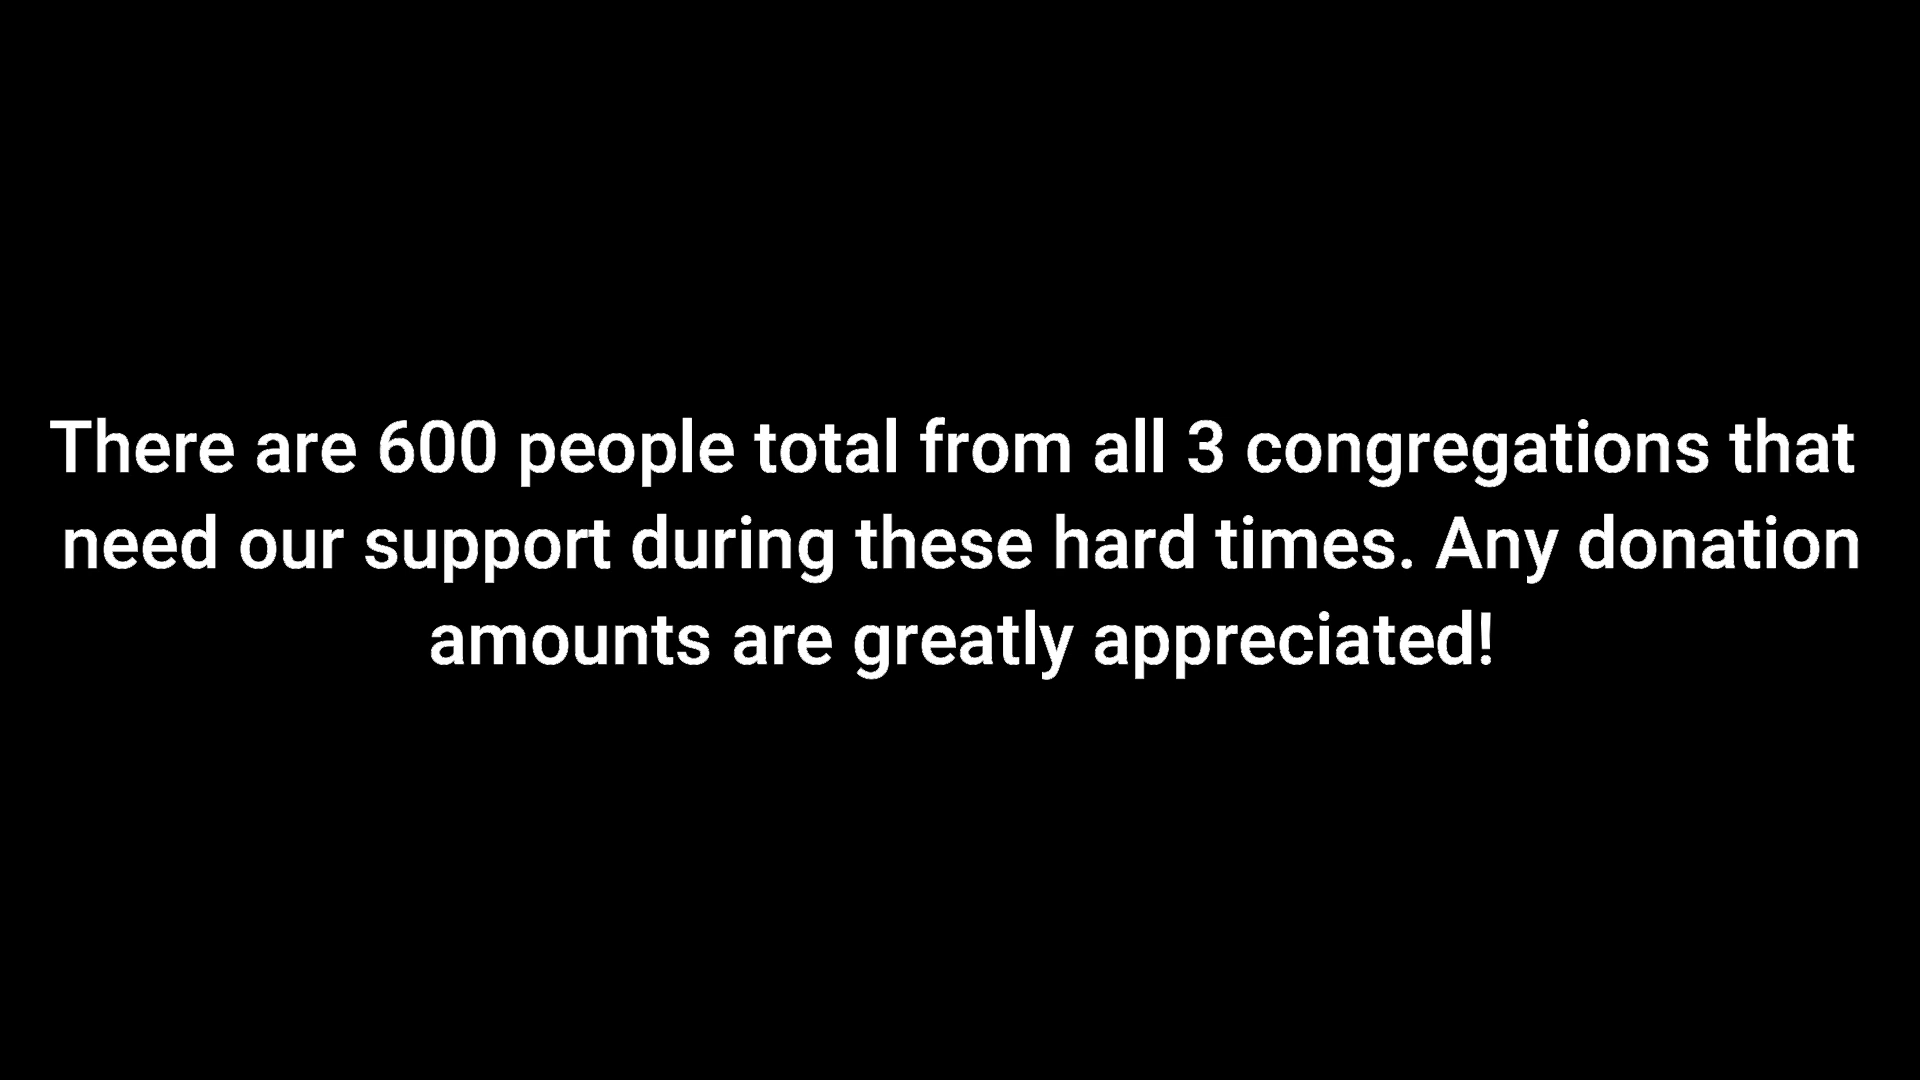 There are 600 people total from all 3 congregations that
need our support during these hard times. Any donation
amounts are greatly appreciated!